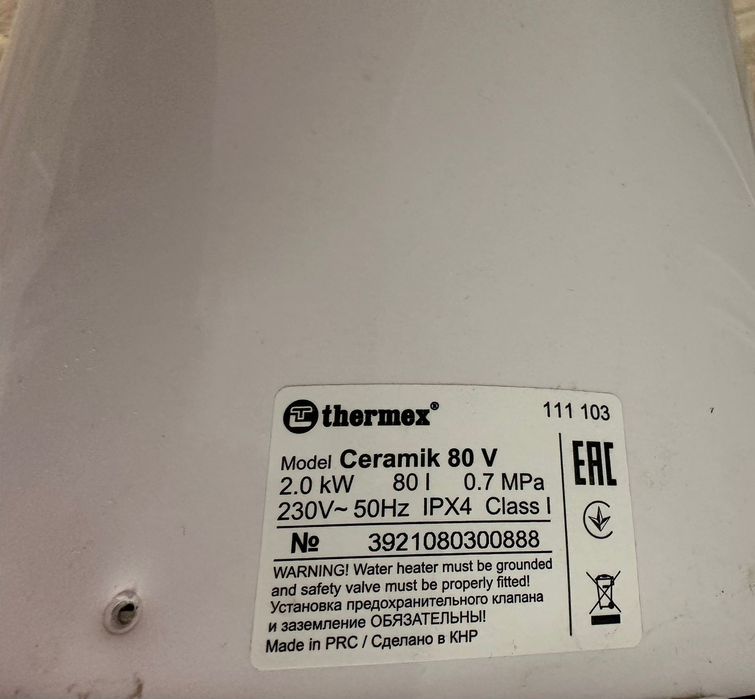 thermex® 111 103
Model Ceramik 80 V
2.0 kW 80 l 0.7 MPa
230V~ 50Hz IPX4 Class I
EAC
№ 3921080300888
WARNING! Water heater must be grounded
and safety valve must be properly fitted!
Установка предохранительного клапана
и заземление ОБЯЗАТЕЛЬНЫ!
Made in PRC / Сделано в КНР